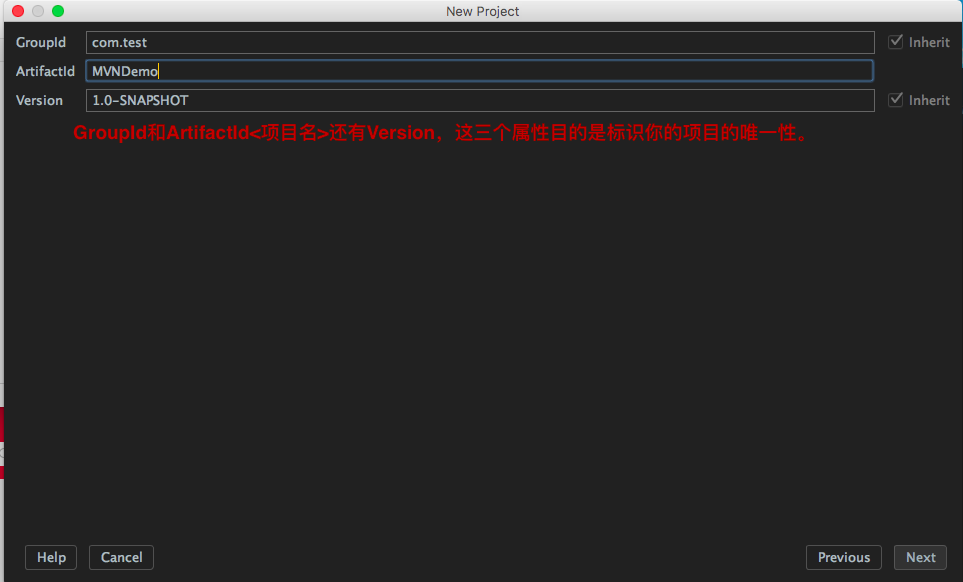 New Project
GroupId com.test Inherit
ArtifactId MVNDemo
Version 1.0-SNAPSHOT Inherit
GroupId和ArtifactId<项目名>还有Version，这三个属性目的是标识你的项目的唯一性。
Help Cancel Previous Next